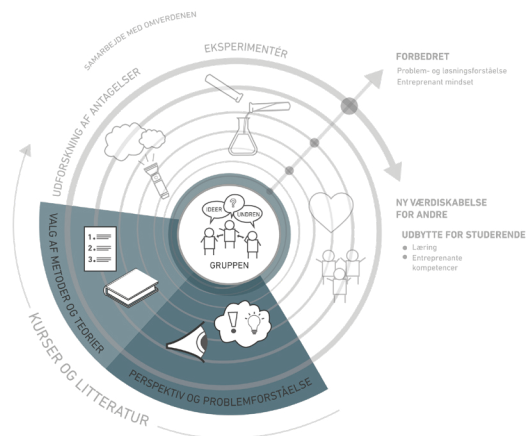 SAMARBEJDE MED OMVERDENEN
EKSPERIMENTÉR
UDFORSKNING AF ANTAGELSER
FORBEDRET
Problem- og løsningsforståelse
Entreprenant mindset
NY VÆRDISKABELSE
FOR ANDRE
UDBYTTE FOR STUDERENDE
Læring
Entreprenante
kompetencer
IDEER
?
UNDREN
GRUPPEN
1.
2.
3.
VALG AF METODER OG TEORIER
!
PERSPEKTIV OG PROBLEMFORSTÅELSE
KURSER OG LITTERATUR